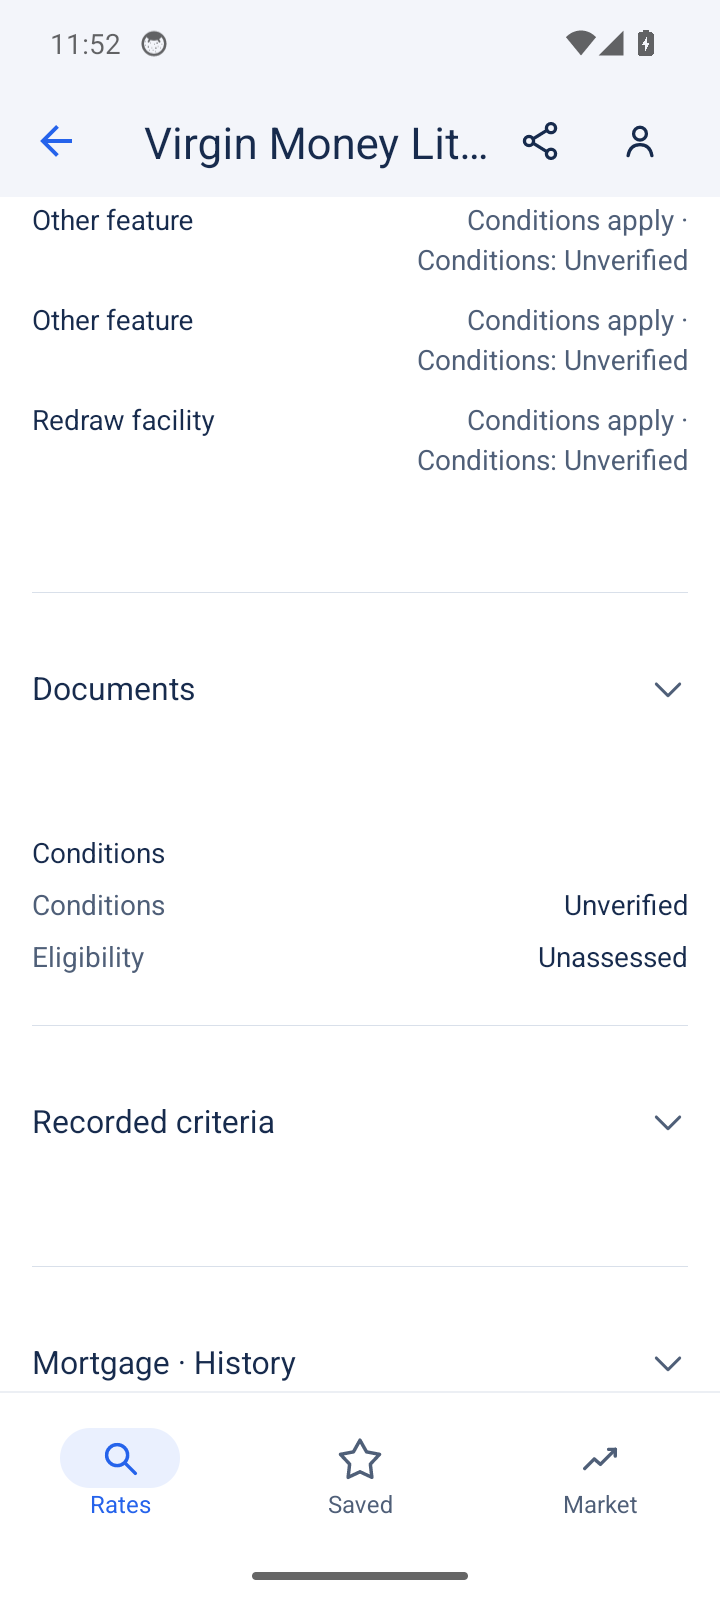 11:52
Virgin Money Lit...
Other feature
Conditions apply ·
Conditions: Unverified
Other feature
Conditions apply ·
Conditions: Unverified
Redraw facility
Conditions apply ·
Conditions: Unverified
Documents
Conditions
Conditions Unverified
Eligibility Unassessed
Recorded criteria
Mortgage · History
Rates Saved Market